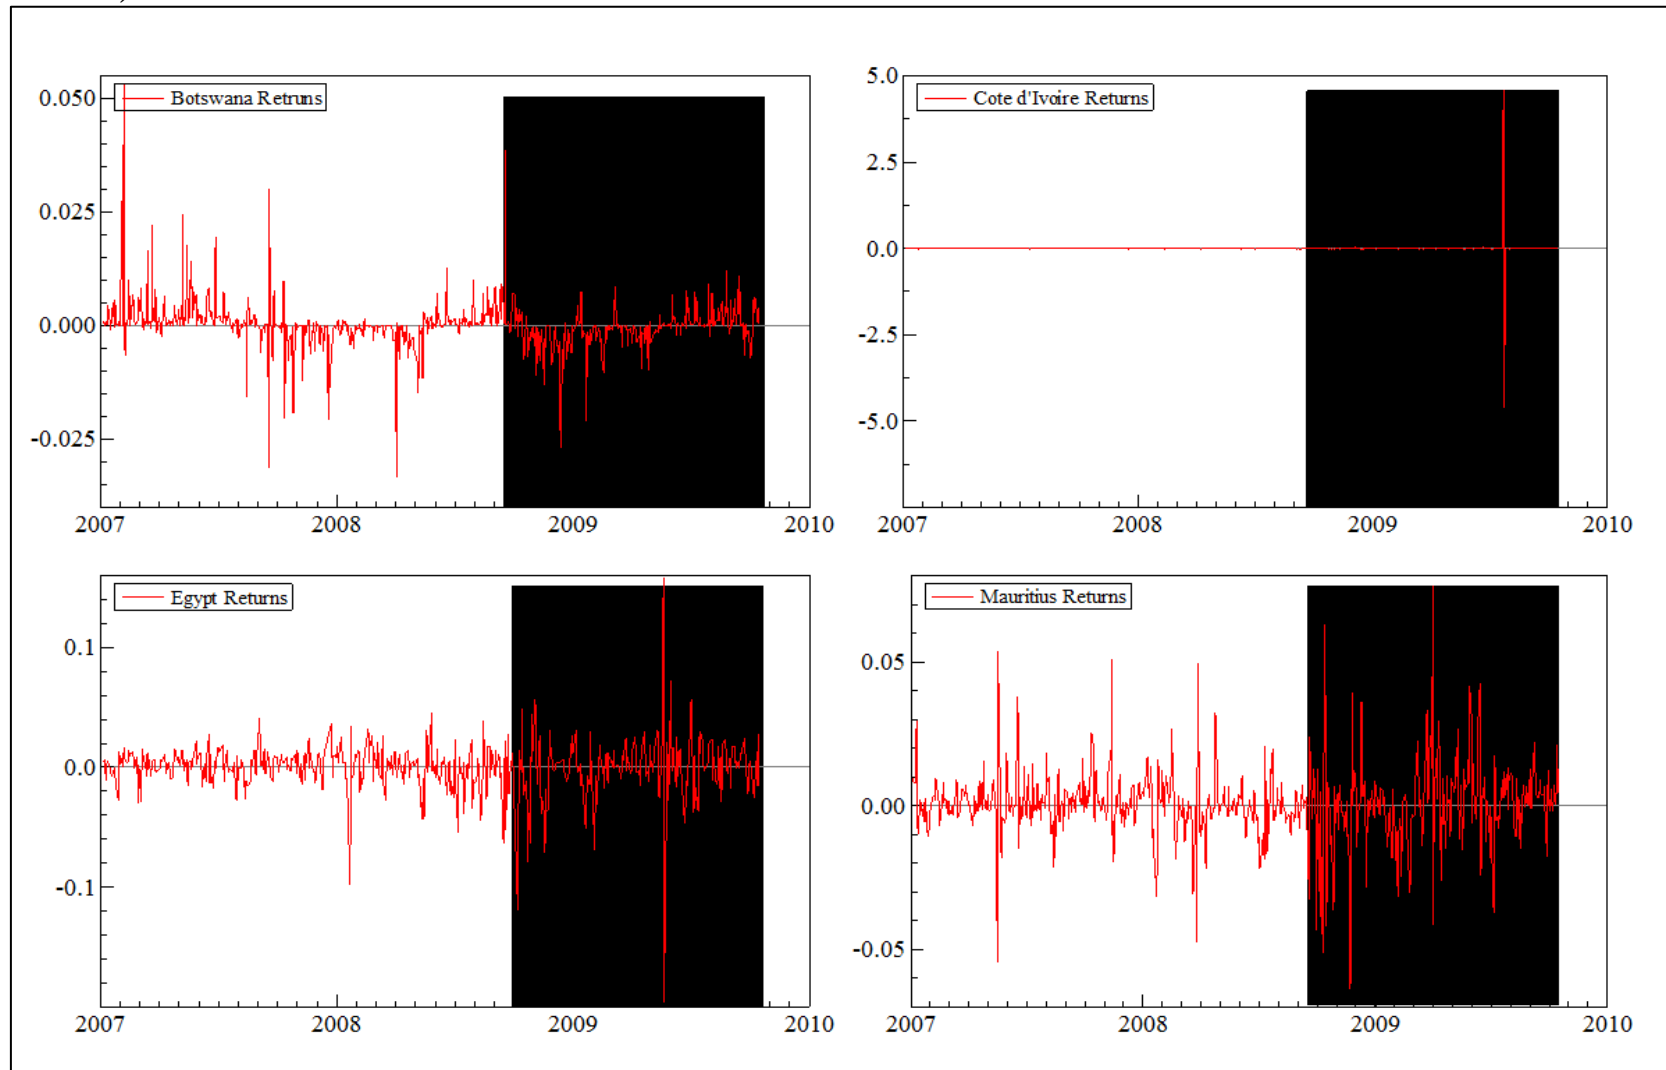 Botswana Retruns
0.050
0.025
0.000
-0.025
2007 2008 2009 2010
Cote d'Ivoire Returns
5.0
2.5
0.0
-2.5
-5.0
2007 2008 2009 2010
Egypt Returns
0.1
0.0
-0.1
2007 2008 2009 2010
Mauritius Returns
0.05
0.00
-0.05
2007 2008 2009 2010